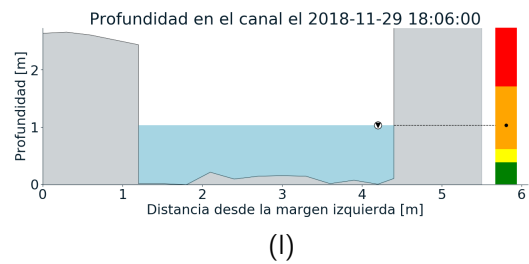 Profundidad en el canal el 2018-11-29 18:06:00
Profundidad [m]
2
1
0
0 1 2 3 4 5 6
Distancia desde la margen izquierda [m]
(l)